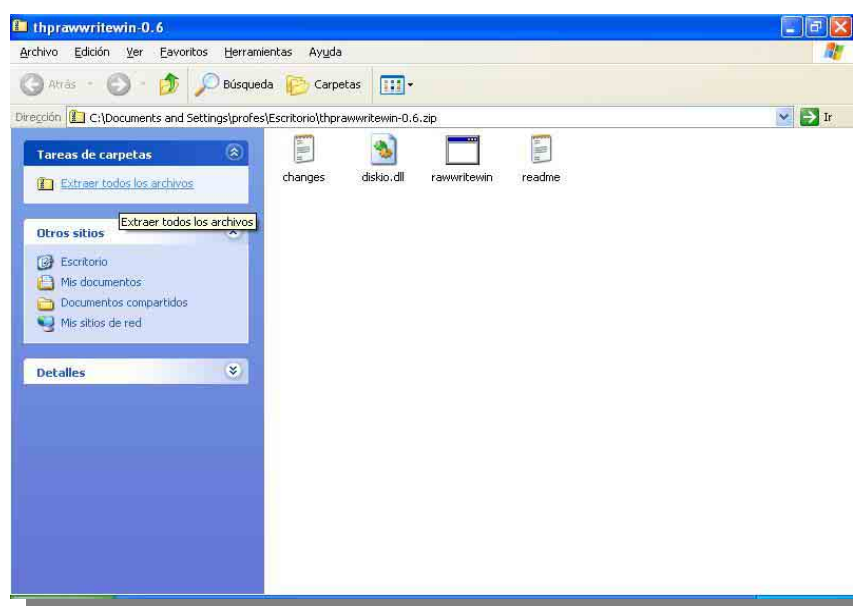 thprawwritewin-0.6
Archivo Edición Ver Favoritos Herramientas Ayuda
Atrás Búsqueda Carpetas
Dirección C:\Documents and Settings\profes\Escritorio\thprawwritewin-0.6.zip Ir
Tareas de carpetas
Extraer todos los archivos
Extraer todos los archivos
Otros sitios
Escritorio
Mis documentos
Documentos compartidos
Mis sitios de red
Detalles
changes diskio.dll rawwritewin readme